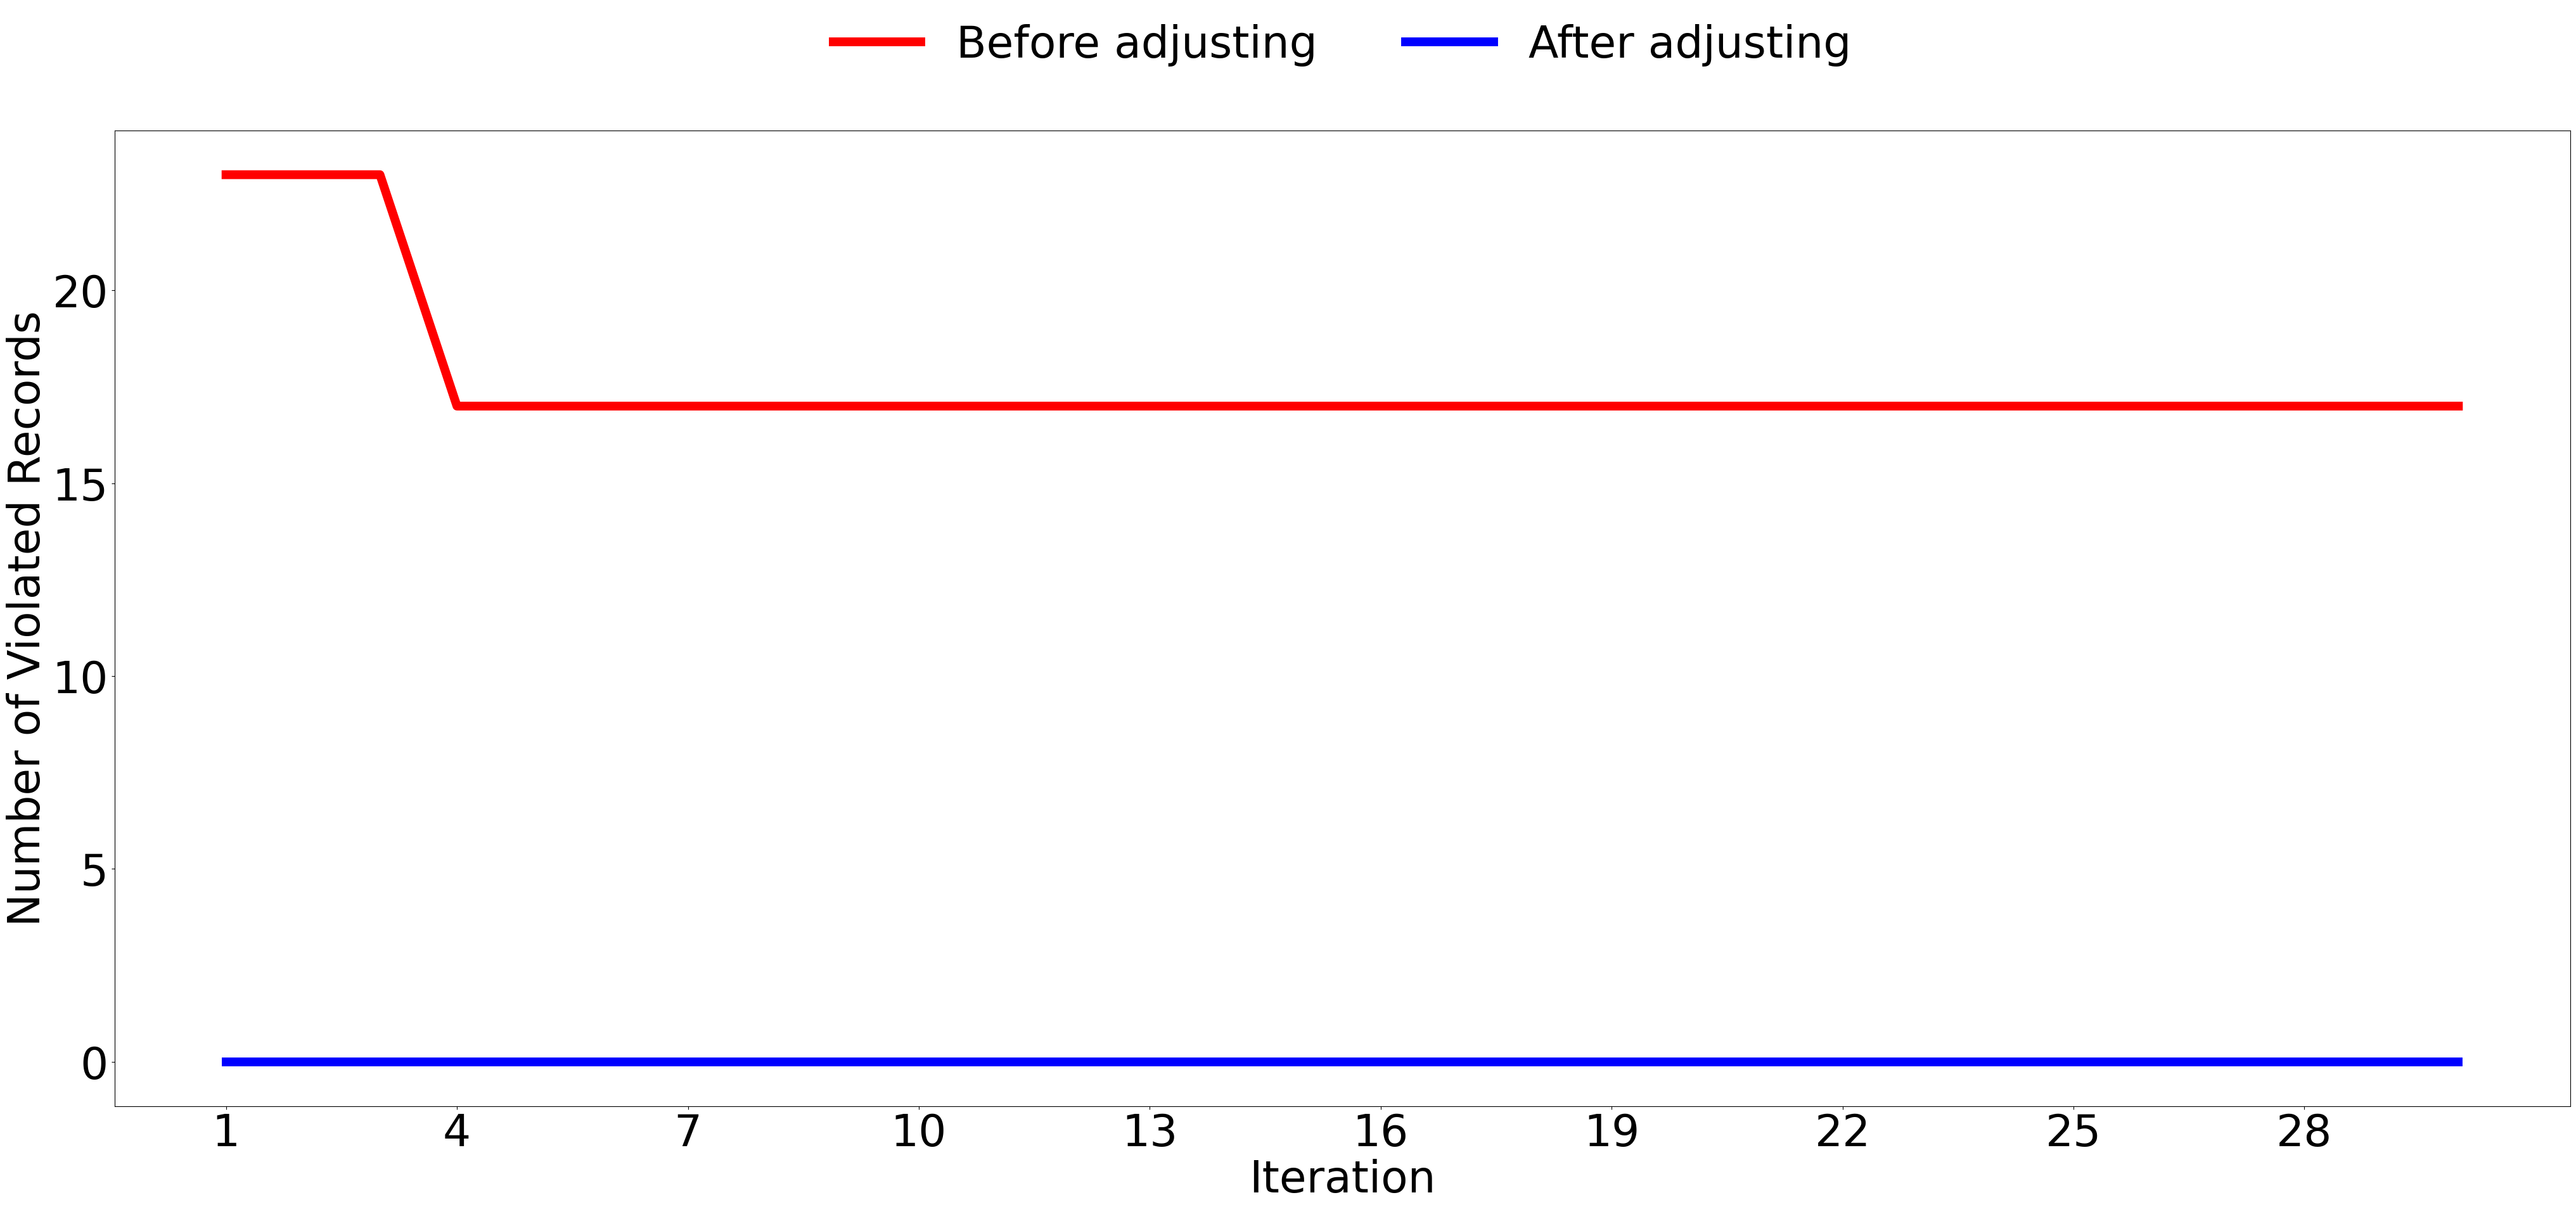 Before adjusting After adjusting
Number of Violated Records
20
15
10
5
0
1 4 7 10 13 16 19 22 25 28
Iteration